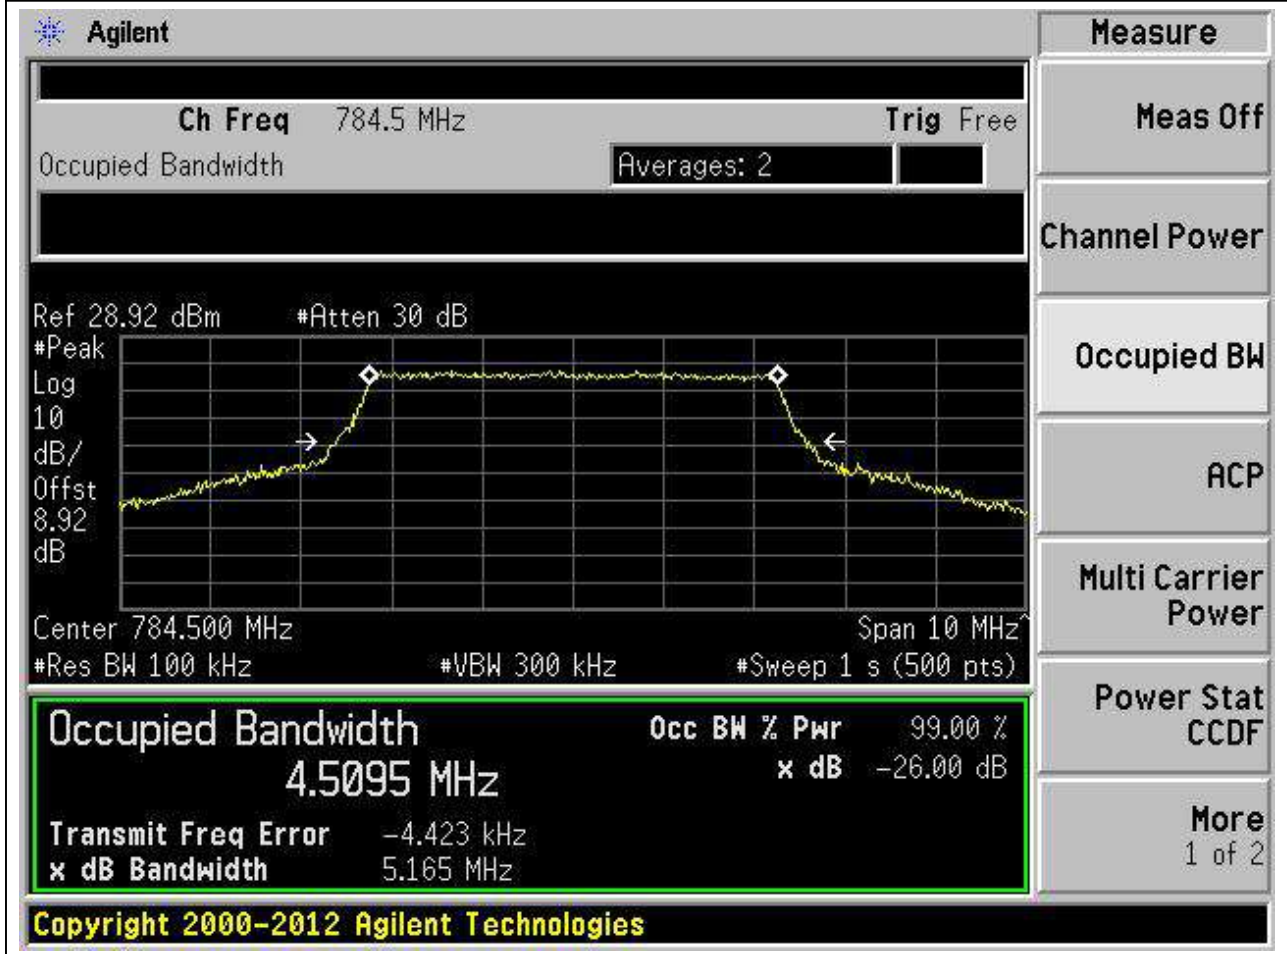 Agilent
Measure
Ch Freq 784.5 MHz Trig Free
Occupied Bandwidth Averages: 2
Meas Off
Channel Power
Occupied BW
ACP
Multi Carrier
Power
Power Stat
CCDF
More
1 of 2
Ref 28.92 dBm #Atten 30 dB
#Peak
Log
10
dB/
Offst
8.92
dB
Center 784.500 MHz Span 10 MHz^
#Res BW 100 kHz #VBW 300 kHz #Sweep 1 s (500 pts)
Occupied Bandwidth Occ BW % Pwr 99.00 %
4.5095 MHz x dB -26.00 dB
Transmit Freq Error -4.423 kHz
x dB Bandwidth 5.165 MHz
Copyright 2000-2012 Agilent Technologies